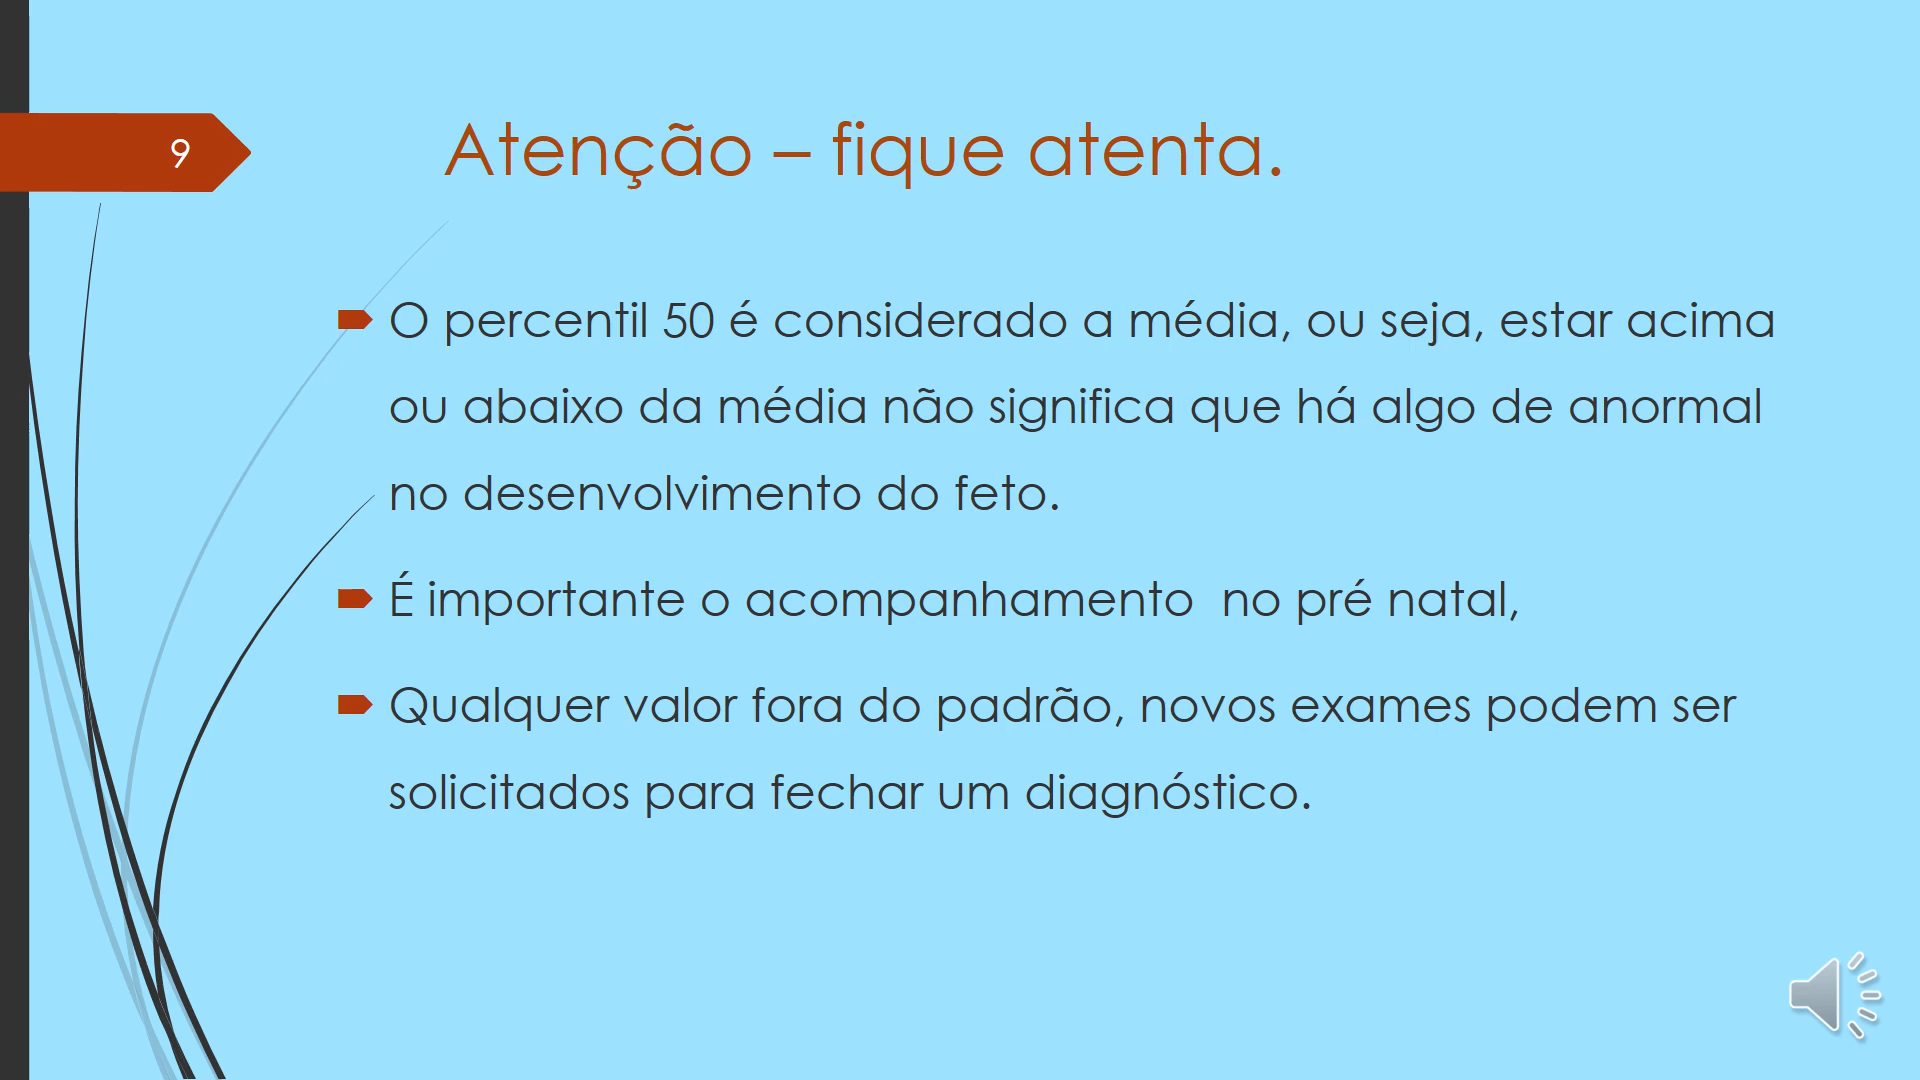 9
Atenção – fique atenta.
O percentil 50 é considerado a média, ou seja, estar acima
ou abaixo da média não significa que há algo de anormal
no desenvolvimento do feto.
É importante o acompanhamento  no pré natal,
Qualquer valor fora do padrão, novos exames podem ser
solicitados para fechar um diagnóstico.